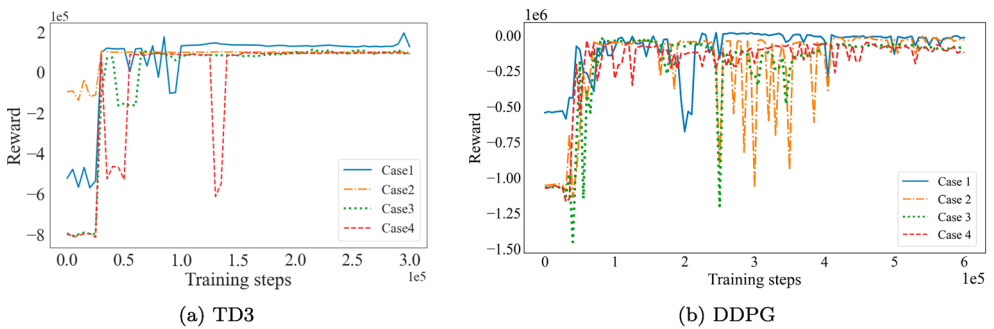 1e5
2
0
−2
−4
−6
−8
Reward
0.0 0.5 1.0 1.5 2.0 2.5 3.0
Training steps
1e5
Case1
Case2
Case3
Case4
(a) TD3
1e6
0.00
−0.25
−0.50
−0.75
−1.00
−1.25
−1.50
Reward
0 1 2 3 4 5 6
Training steps
1e5
Case 1
Case 2
Case 3
Case 4
(b) DDPG